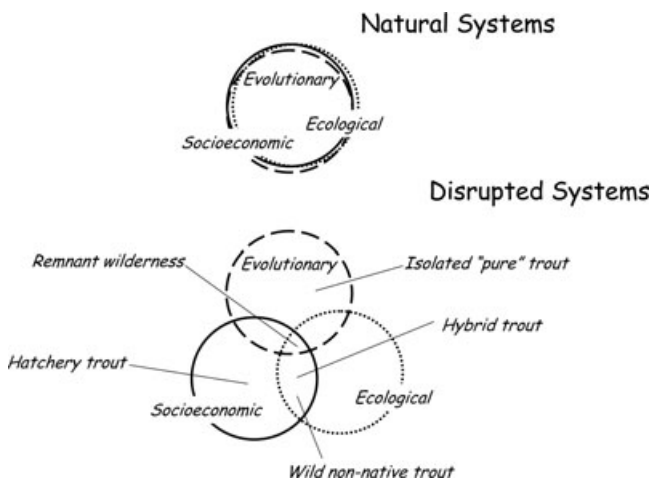 Natural Systems
Evolutionary
Ecological
Socioeconomic
Disrupted Systems
Remnant wilderness
Evolutionary
Isolated "pure" trout
Hybrid trout
Hatchery trout
Socioeconomic
Ecological
Wild non-native trout